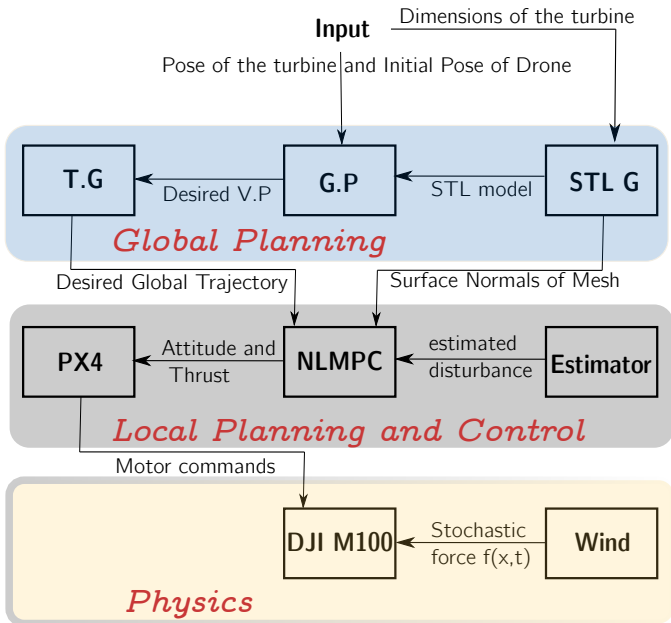 Dimensions of the turbine
Input
Pose of the turbine and Initial Pose of Drone
T.G
Desired V.P
G.P
STL model
STL G
Global Planning
Desired Global Trajectory
Surface Normals of Mesh
PX4
Attitude and
Thrust
NLMPC
estimated
disturbance
Estimator
Local Planning and Control
Motor commands
DJI M100
Stochastic
force f(x,t)
Wind
Physics